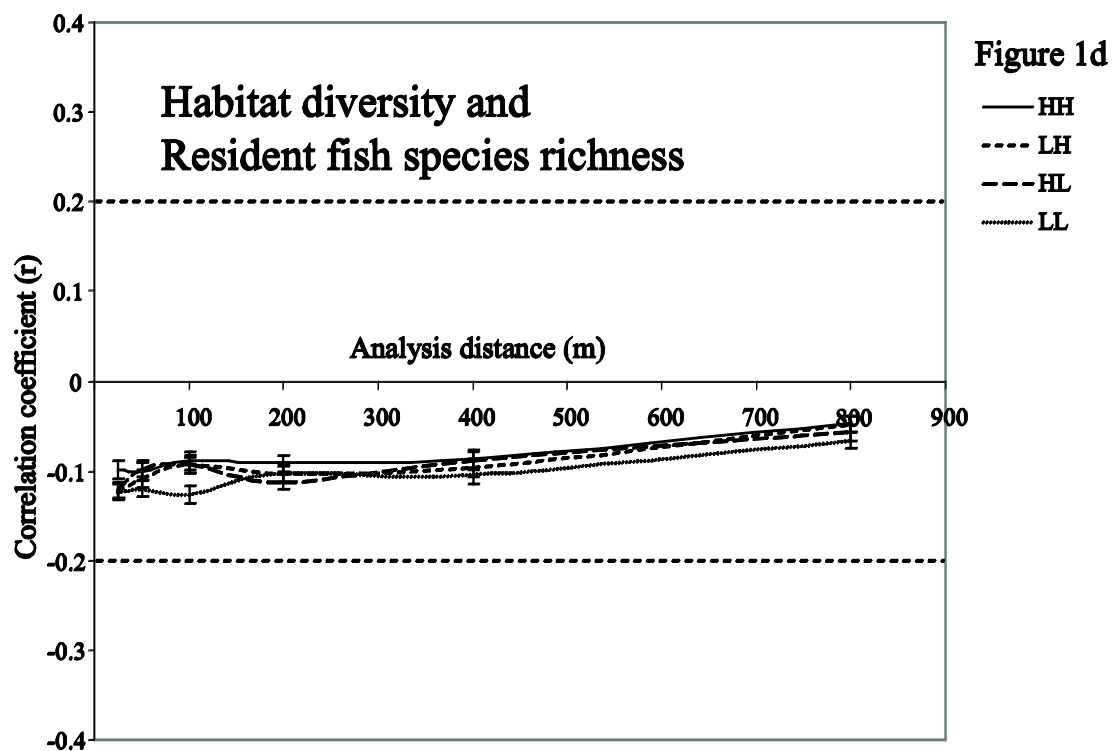 Figure 1d
HH
LH
HL
LL
Habitat diversity and
Resident fish species richness
Correlation coefficient (r)
0.4
0.3
0.2
0.1
0
-0.1
-0.2
-0.3
-0.4
Analysis distance (m)
100 200 300 400 500 600 700 800 900